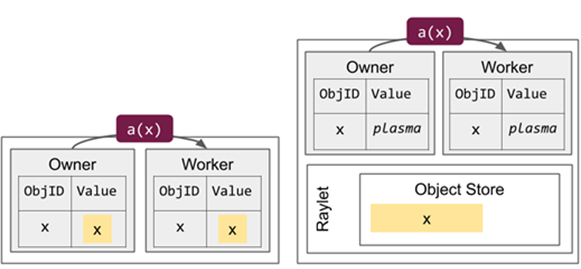 a(x)
Owner
Worker
ObjID Value
ObjID Value
x x
x x
a(x)
Owner
Worker
ObjID Value
ObjID Value
x plasma
x plasma
Raylet
Object Store
x